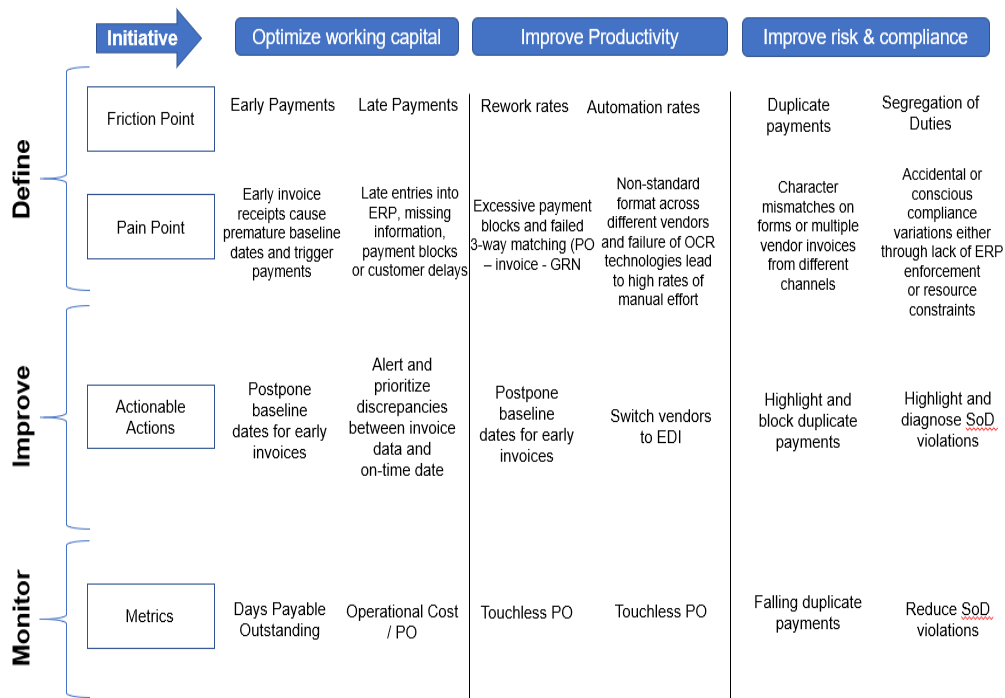 Initiative
Optimize working capital
Improve Productivity
Improve risk & compliance
Define
Friction Point
Early Payments
Late Payments
Rework rates
Automation rates
Duplicate
payments
Segregation of
Duties
Pain Point
Early invoice
receipts cause
premature baseline
dates and trigger
payments
Late entries into
ERP, missing
information,
payment blocks
or customer delays
Excessive payment
blocks and failed
3-way matching (PO
– invoice - GRN
Non-standard
format across
different vendors
and failure of OCR
technologies lead
to high rates of
manual effort
Character
mismatches on
forms or multiple
vendor invoices
from different
channels
Accidental or
conscious
compliance
variations either
through lack of ERP
enforcement
or resource
constraints
Improve
Actionable
Actions
Postpone
baseline
dates for early
invoices
Alert and
prioritize
discrepancies
between invoice
data and
on-time date
Postpone
baseline
dates for early
invoices
Switch vendors
to EDI
Highlight and
block duplicate
payments
Highlight and
diagnose SoD
violations
Monitor
Metrics
Days Payable
Outstanding
Operational Cost
/ PO
Touchless PO
Touchless PO
Falling duplicate
payments
Reduce SoD
violations